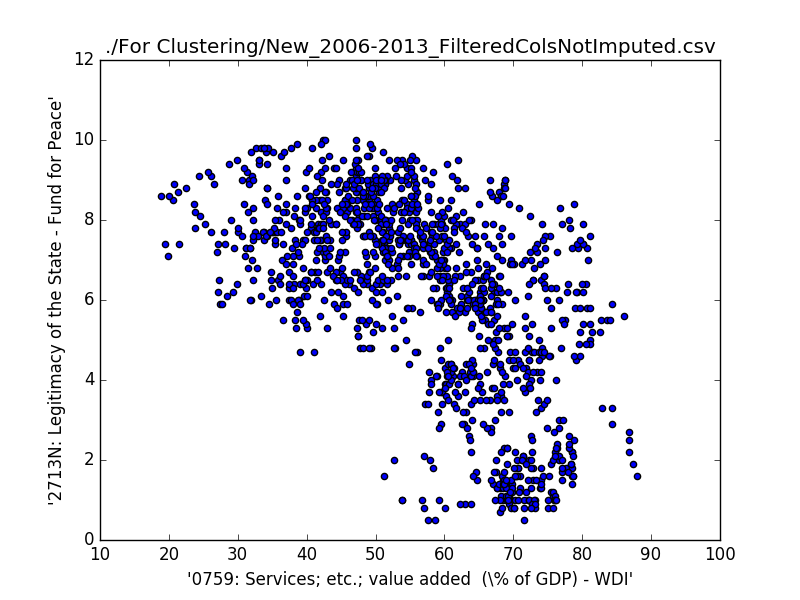 ./For Clustering/New_2006-2013_FilteredColsNotImputed.csv
'2713N: Legitimacy of the State - Fund for Peace'
12
10
8
6
4
2
0
10 20 30 40 50 60 70 80 90 100
'0759: Services; etc.; value added  (\% of GDP) - WDI'